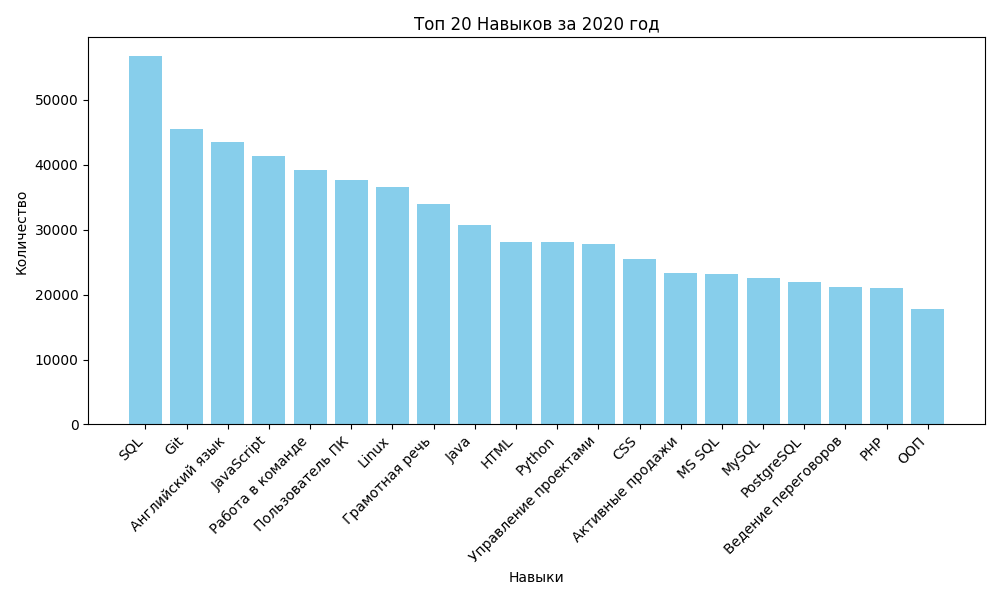 Топ 20 Навыков за 2020 год
Количество
50000
40000
30000
20000
10000
0
SQL
Git
Английский язык
JavaScript
Работа в команде
Пользователь ПК
Linux
Грамотная речь
Java
HTML
Python
Управление проектами
CSS
Активные продажи
MS SQL
MySQL
PostgreSQL
Ведение переговоров
PHP
ООП
Навыки